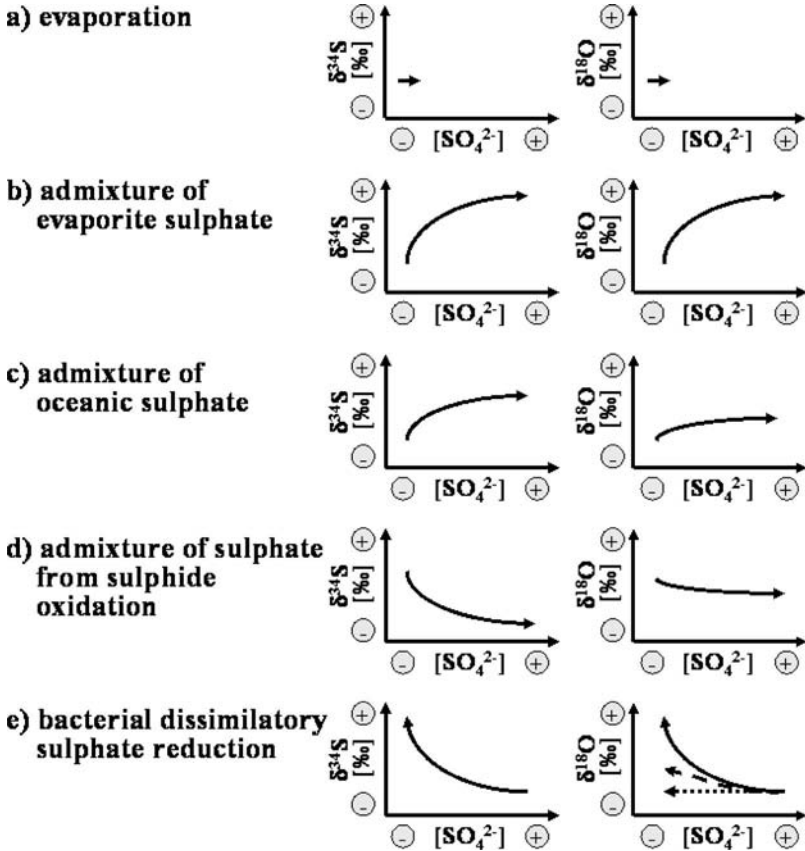 a) evaporation
δ³⁴S
[‰]
+
-
- [SO₄²⁻] +
δ¹⁸O
[‰]
+
-
- [SO₄²⁻] +
b) admixture of
evaporite sulphate
δ³⁴S
[‰]
+
-
- [SO₄²⁻] +
δ¹⁸O
[‰]
+
-
- [SO₄²⁻] +
c) admixture of
oceanic sulphate
δ³⁴S
[‰]
+
-
- [SO₄²⁻] +
δ¹⁸O
[‰]
+
-
- [SO₄²⁻] +
d) admixture of sulphate
from sulphide
oxidation
δ³⁴S
[‰]
+
-
- [SO₄²⁻] +
δ¹⁸O
[‰]
+
-
- [SO₄²⁻] +
e) bacterial dissimilatory
sulphate reduction
δ³⁴S
[‰]
+
-
- [SO₄²⁻] +
δ¹⁸O
[‰]
+
-
- [SO₄²⁻] +